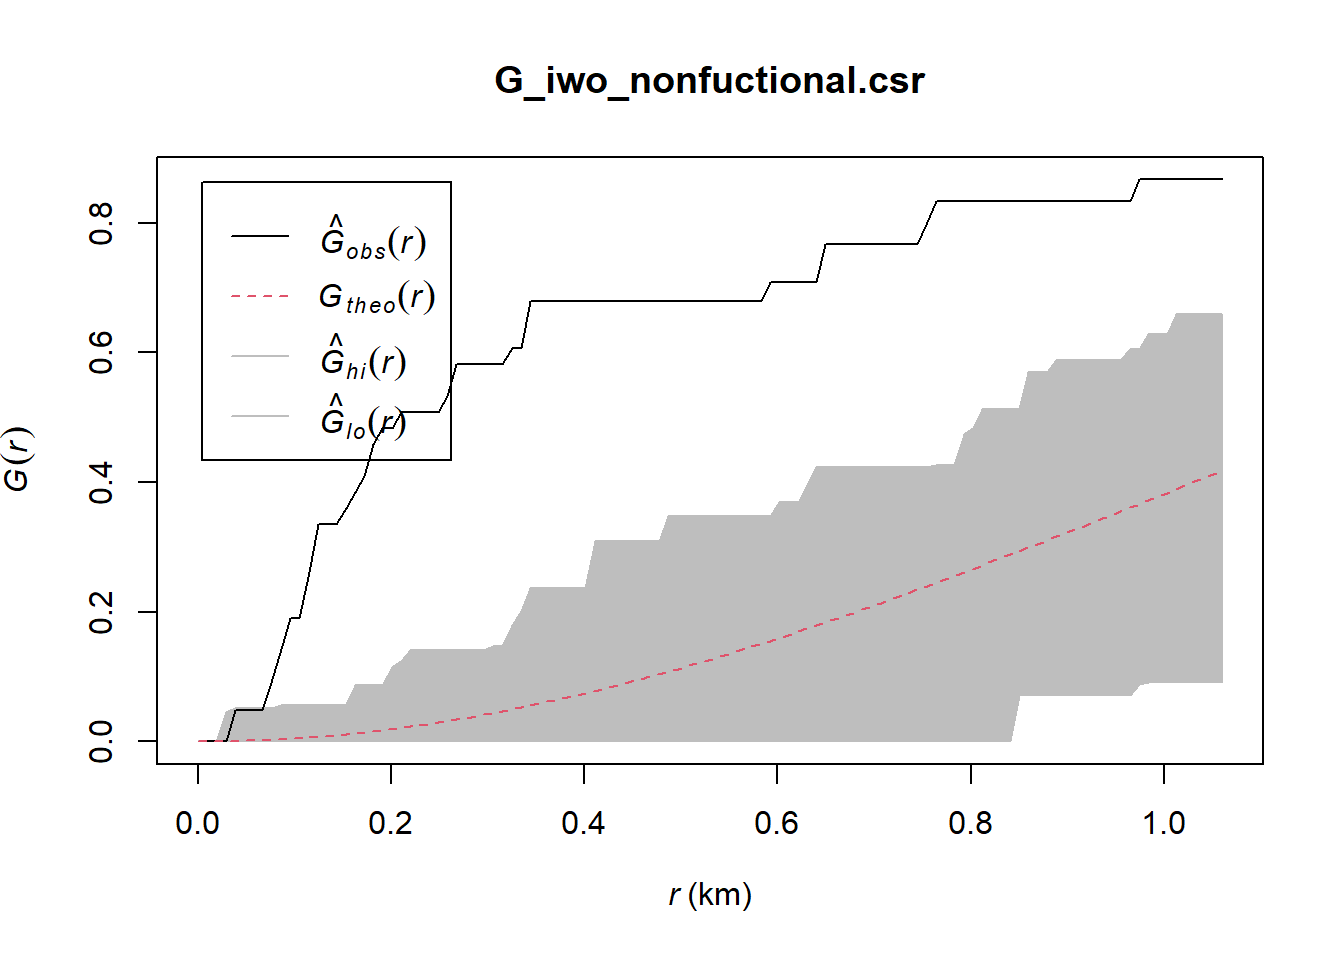 G_iwo_nonfuctional.csr
Ĝobs(r)
Gtheo(r)
Ĝhi(r)
Ĝlo(r)
G(r)
0.8
0.6
0.4
0.2
0.0
0.0 0.2 0.4 0.6 0.8 1.0
r (km)